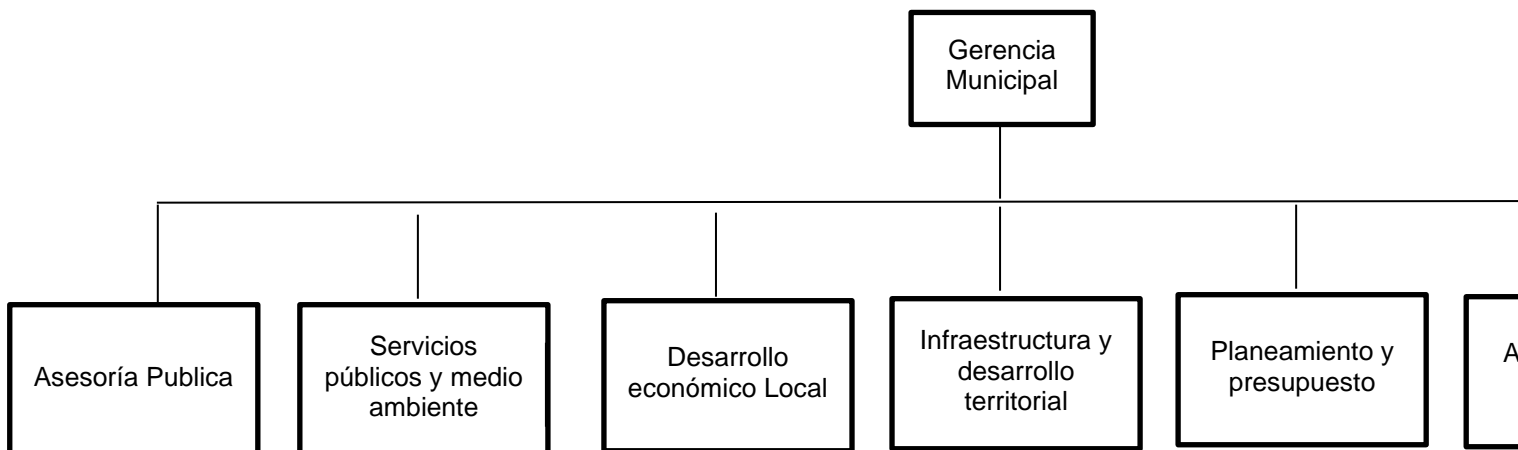 Gerencia
Municipal
Asesoría Publica
Servicios
públicos y medio
ambiente
Desarrollo
económico Local
Infraestructura y
desarrollo
territorial
Planeamiento y
presupuesto
A